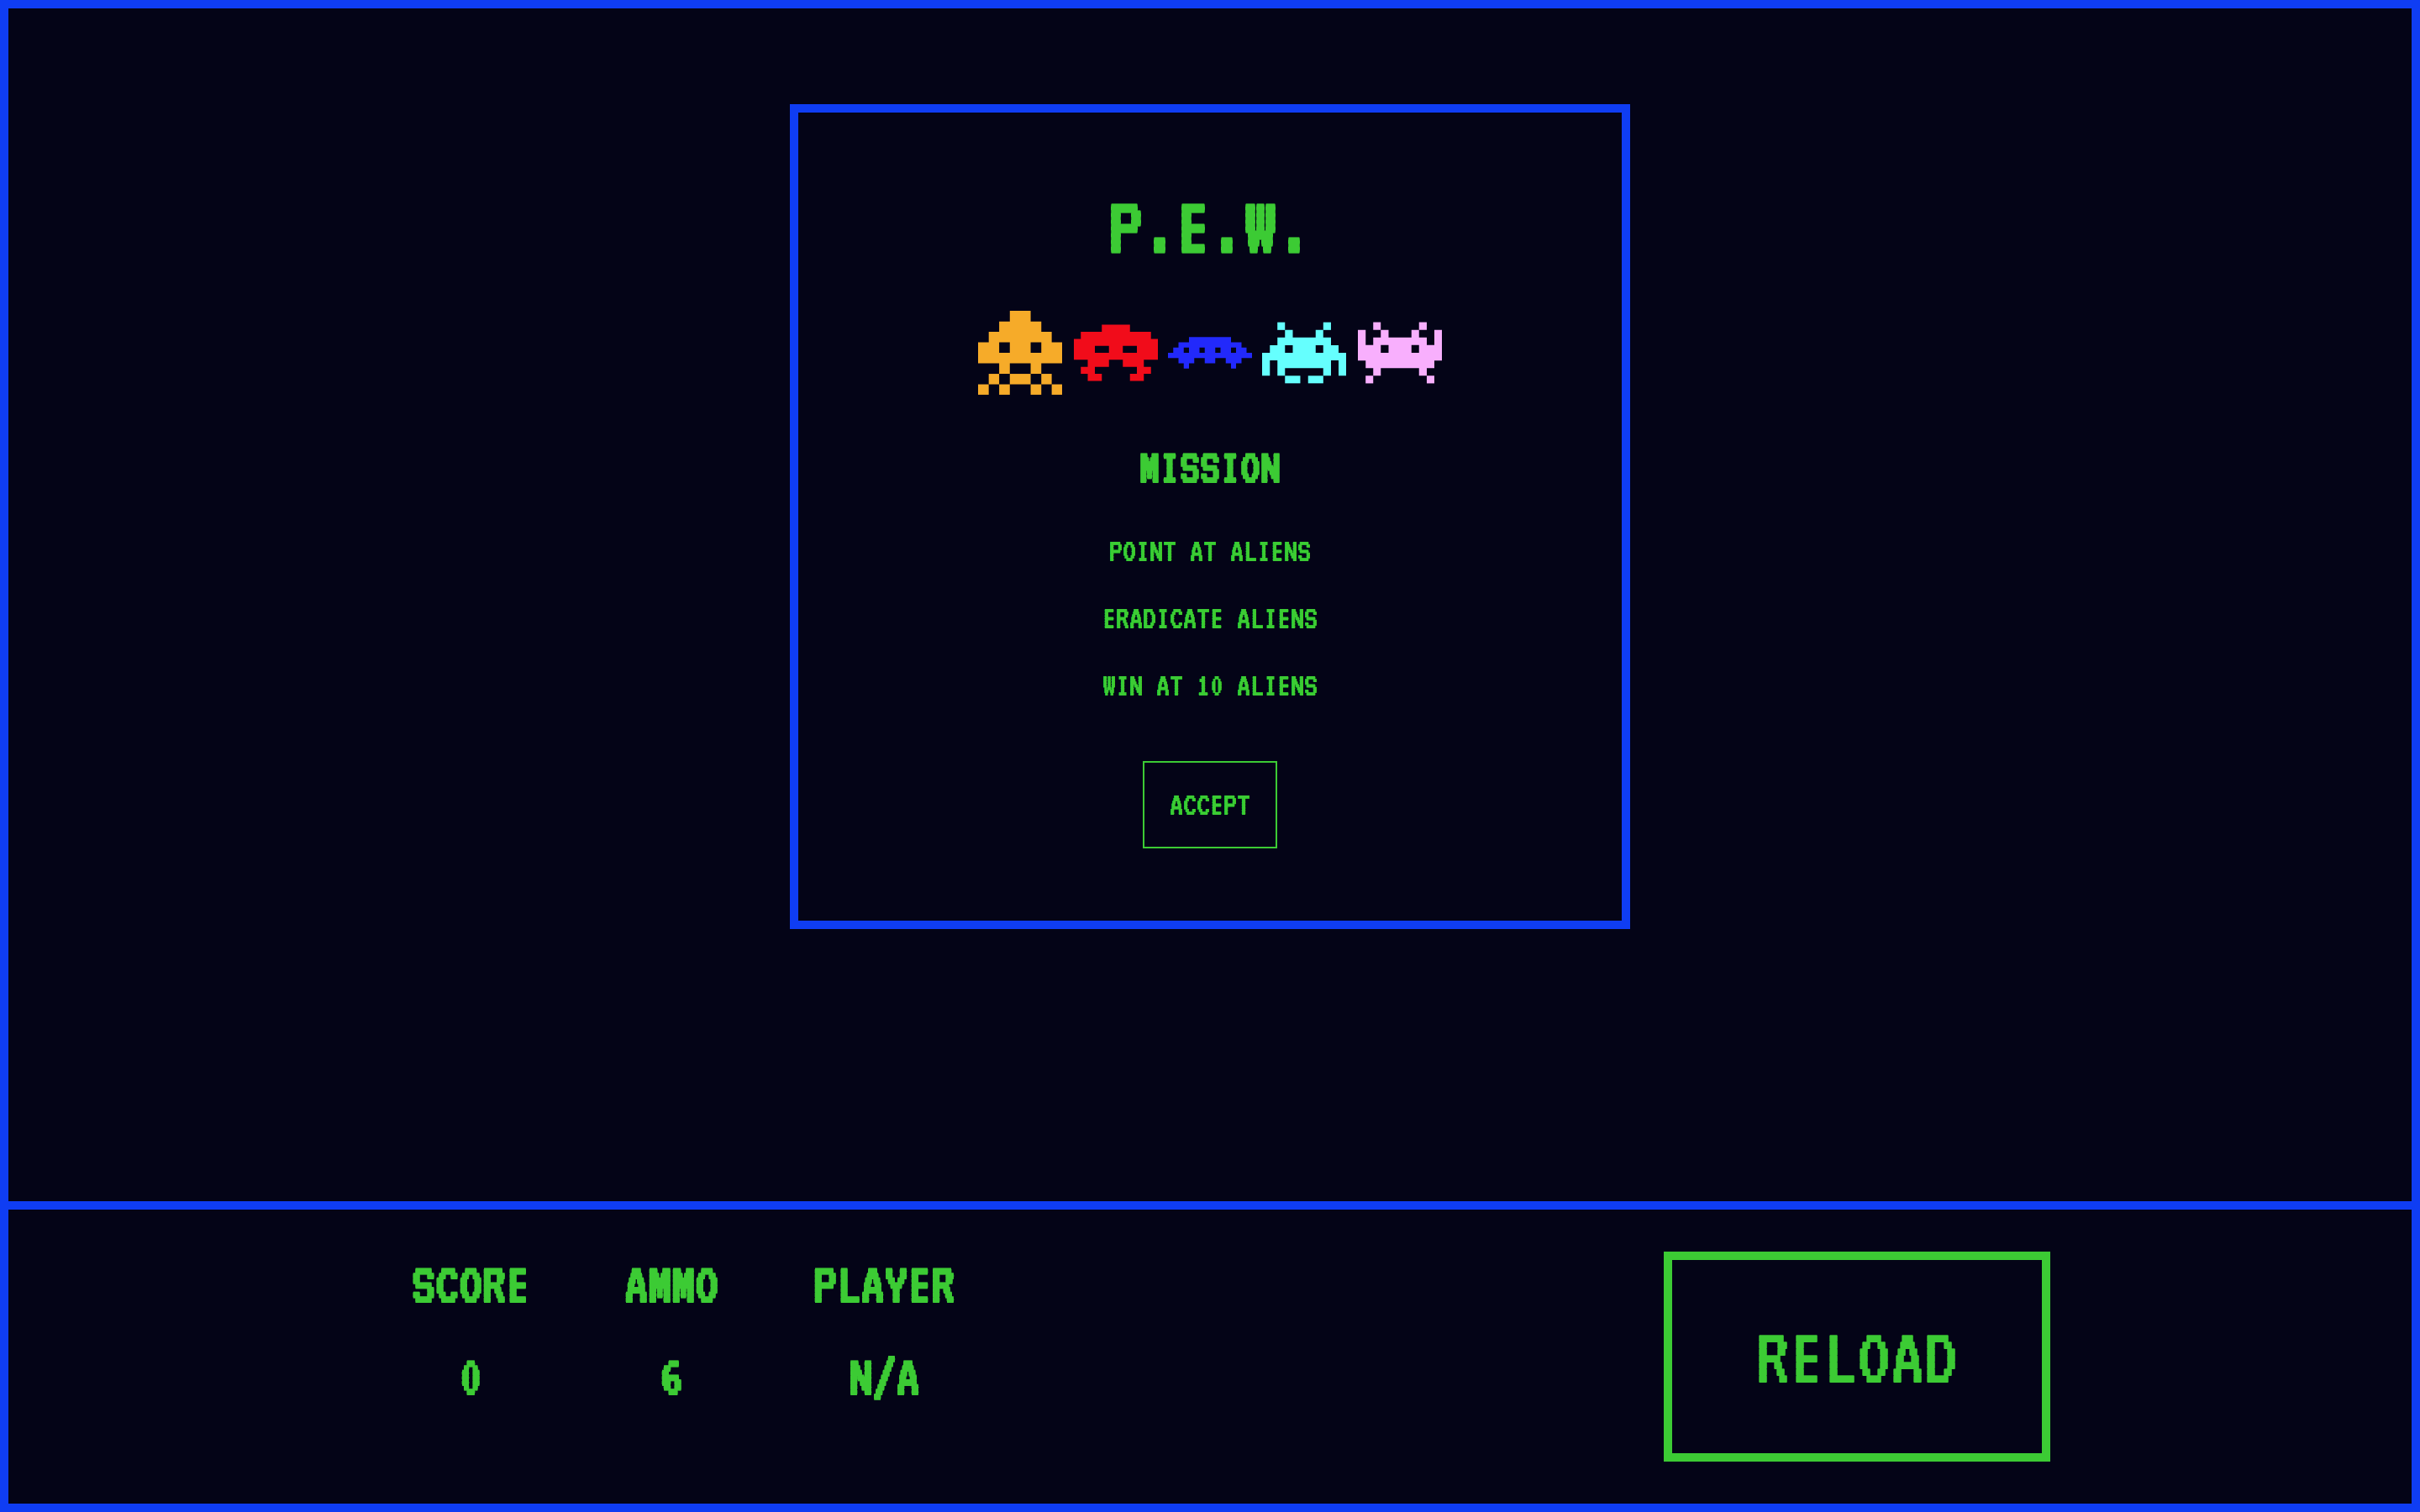 P.E.W.
MISSION
POINT AT ALIENS
ERADICATE ALIENS
WIN AT 10 ALIENS
ACCEPT
SCORE AMMO PLAYER
0 6 N/A
RELOAD